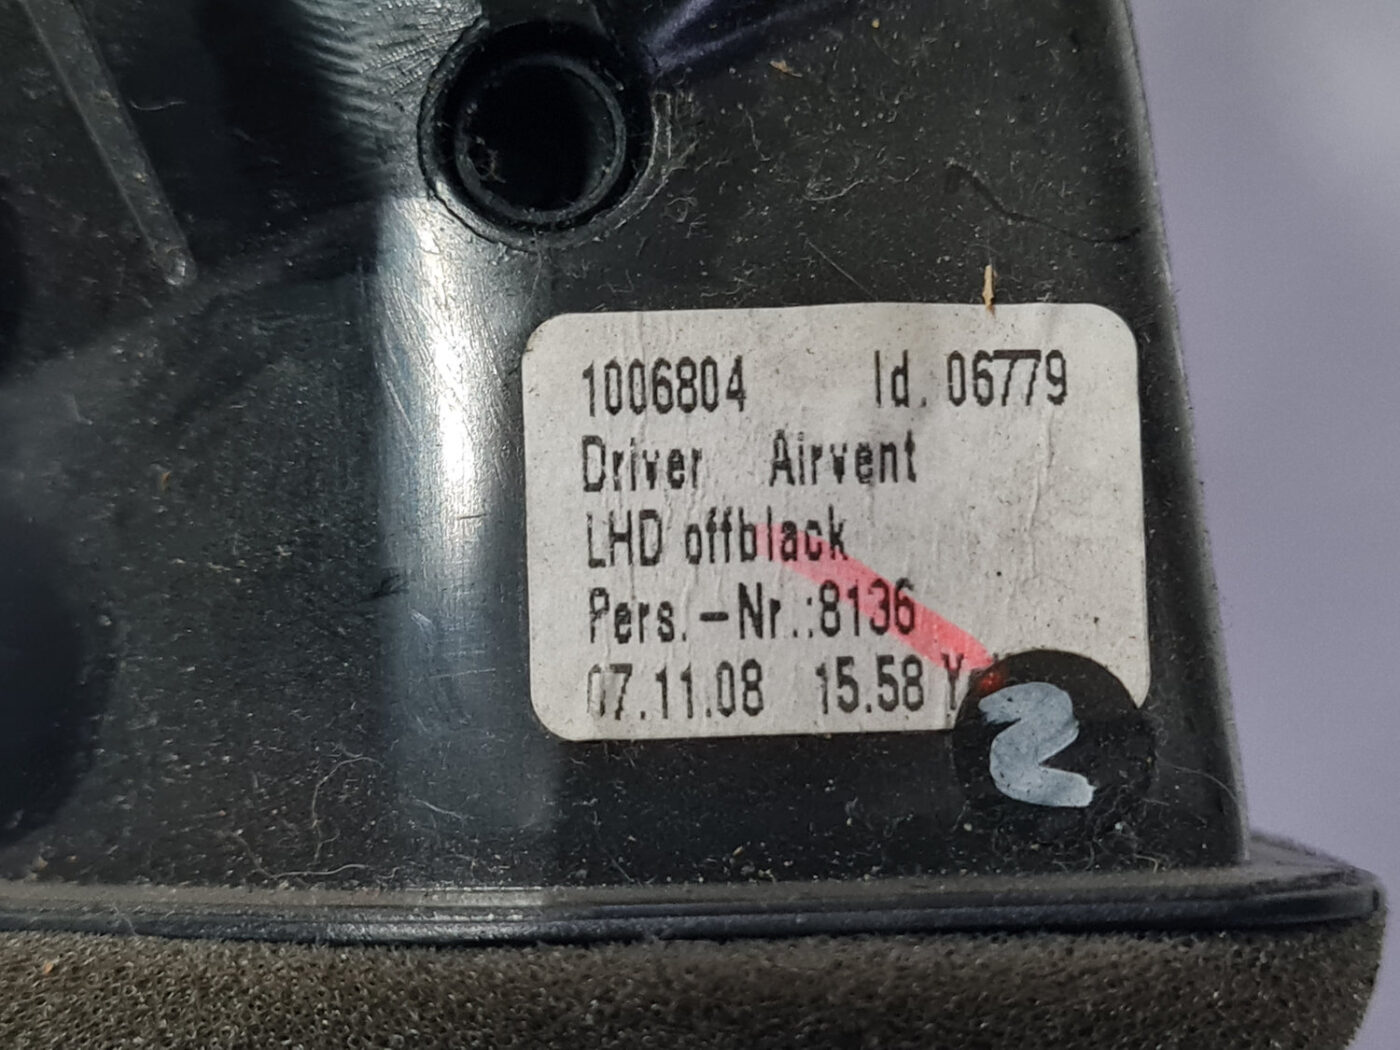 1006804 Id. 06779
Driver Airvent
LHD offblack
Pers.-Nr.:8136
07.11.08 15.58
2